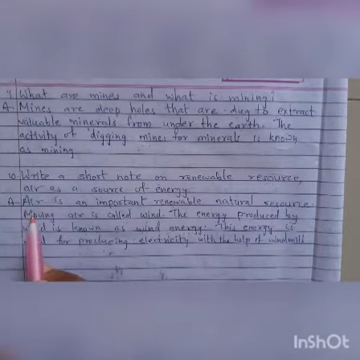 9. What are mines and what is mining?
A- Mines are deep holes that are dug to extract
valuable minerals from under the earth. The
activity of digging mines for minerals is known
as mining.
10. Write a short note on renewable resource,
air as a source of energy.
A- Air is an important renewable natural resource.
Moving air is called wind. The energy produced by
is known as wind energy. This energy is
for producing electricity with the help of windmill
InShOt